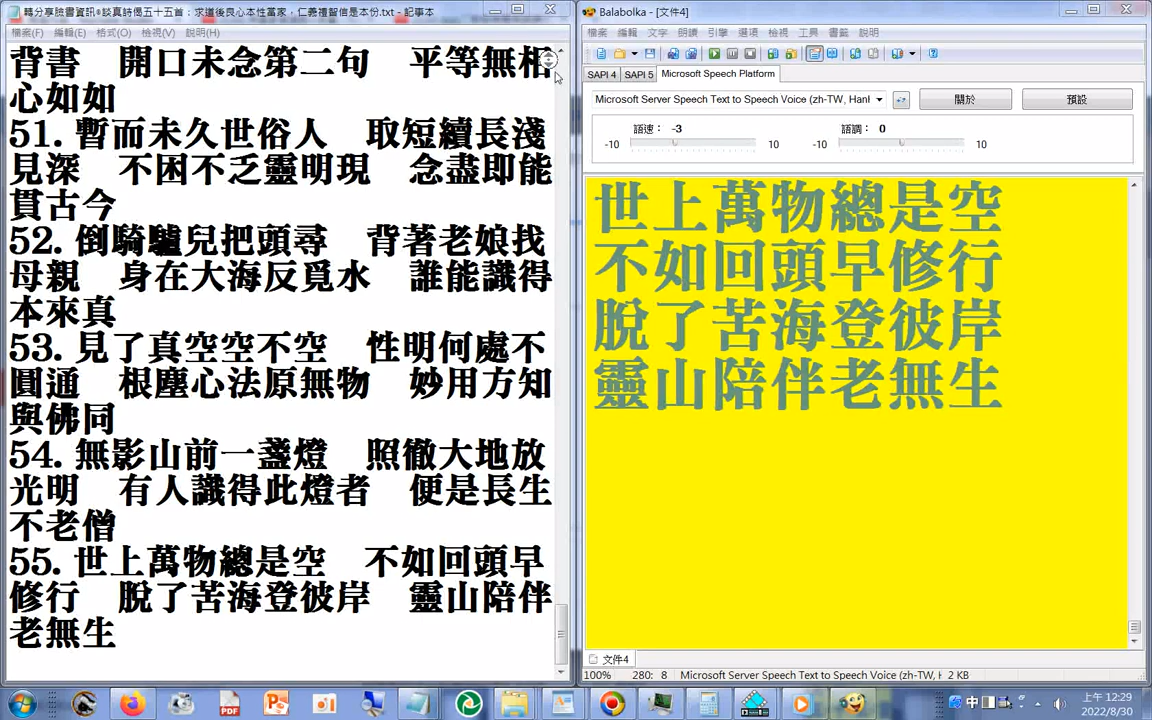 轉分享臉書資訊®談真詩偈五十五首：求道後良心本性當家，仁義禮智信是本份.txt - 記事本
檔案(F) 編輯(E) 格式(O) 檢視(V) 說明(H)
背書　開口未念第二句　平等無相
心如如
51. 暫而未久世俗人　取短續長淺
見深　不困不乏靈明現　念盡即能
貫古今
52. 倒騎驢兒把頭尋　背著老娘找
母親　身在大海反覓水　誰能識得
本來真
53. 見了真空空不空　性明何處不
圓通　根塵心法原無物　妙用方知
與佛同
54. 無影山前一盞燈　照徹大地放
光明　有人識得此燈者　便是長生
不老僧
55. 世上萬物總是空　不如回頭早
修行　脫了苦海登彼岸　靈山陪伴
老無生
Balabolka - [文件4]
檔案 編輯 文字 朗讀 引擎 選項 檢視 工具 書籤 說明
SAPI 4 SAPI 5 Microsoft Speech Platform
Microsoft Server Speech Text to Speech Voice (zh-TW, Hanl
關於 預設
語速： -3 語調： 0
-10 10 -10 10
世上萬物總是空
不如回頭早修行
脫了苦海登彼岸
靈山陪伴老無生
文件4
100% 280: 8 Microsoft Server Speech Text to Speech Voice (zh-TW, H 2 KB
中
上午 12:29
2022/8/30